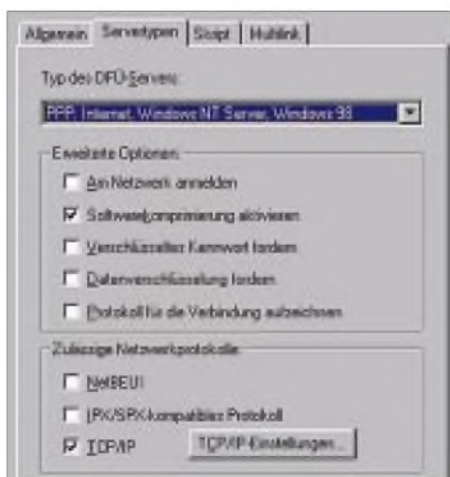 Allgemein Servertypen Script Multilink
Typ des DFÜ-Servers:
PPP: Internet, Windows NT Server, Windows 98
Erweiterte Optionen:
Am Netzwerk anmelden
Softwarekomprimierung aktivieren
Verschlüsseltes Kennwort fordern
Datenverschlüsselung fordern
Protokoll für die Verbindung aufzeichnen
Zulässige Netzwerkprotokolle:
NetBEUI
IPX/SPX-kompatibles Protokoll
TCP/IP TCP/IP-Einstellungen...